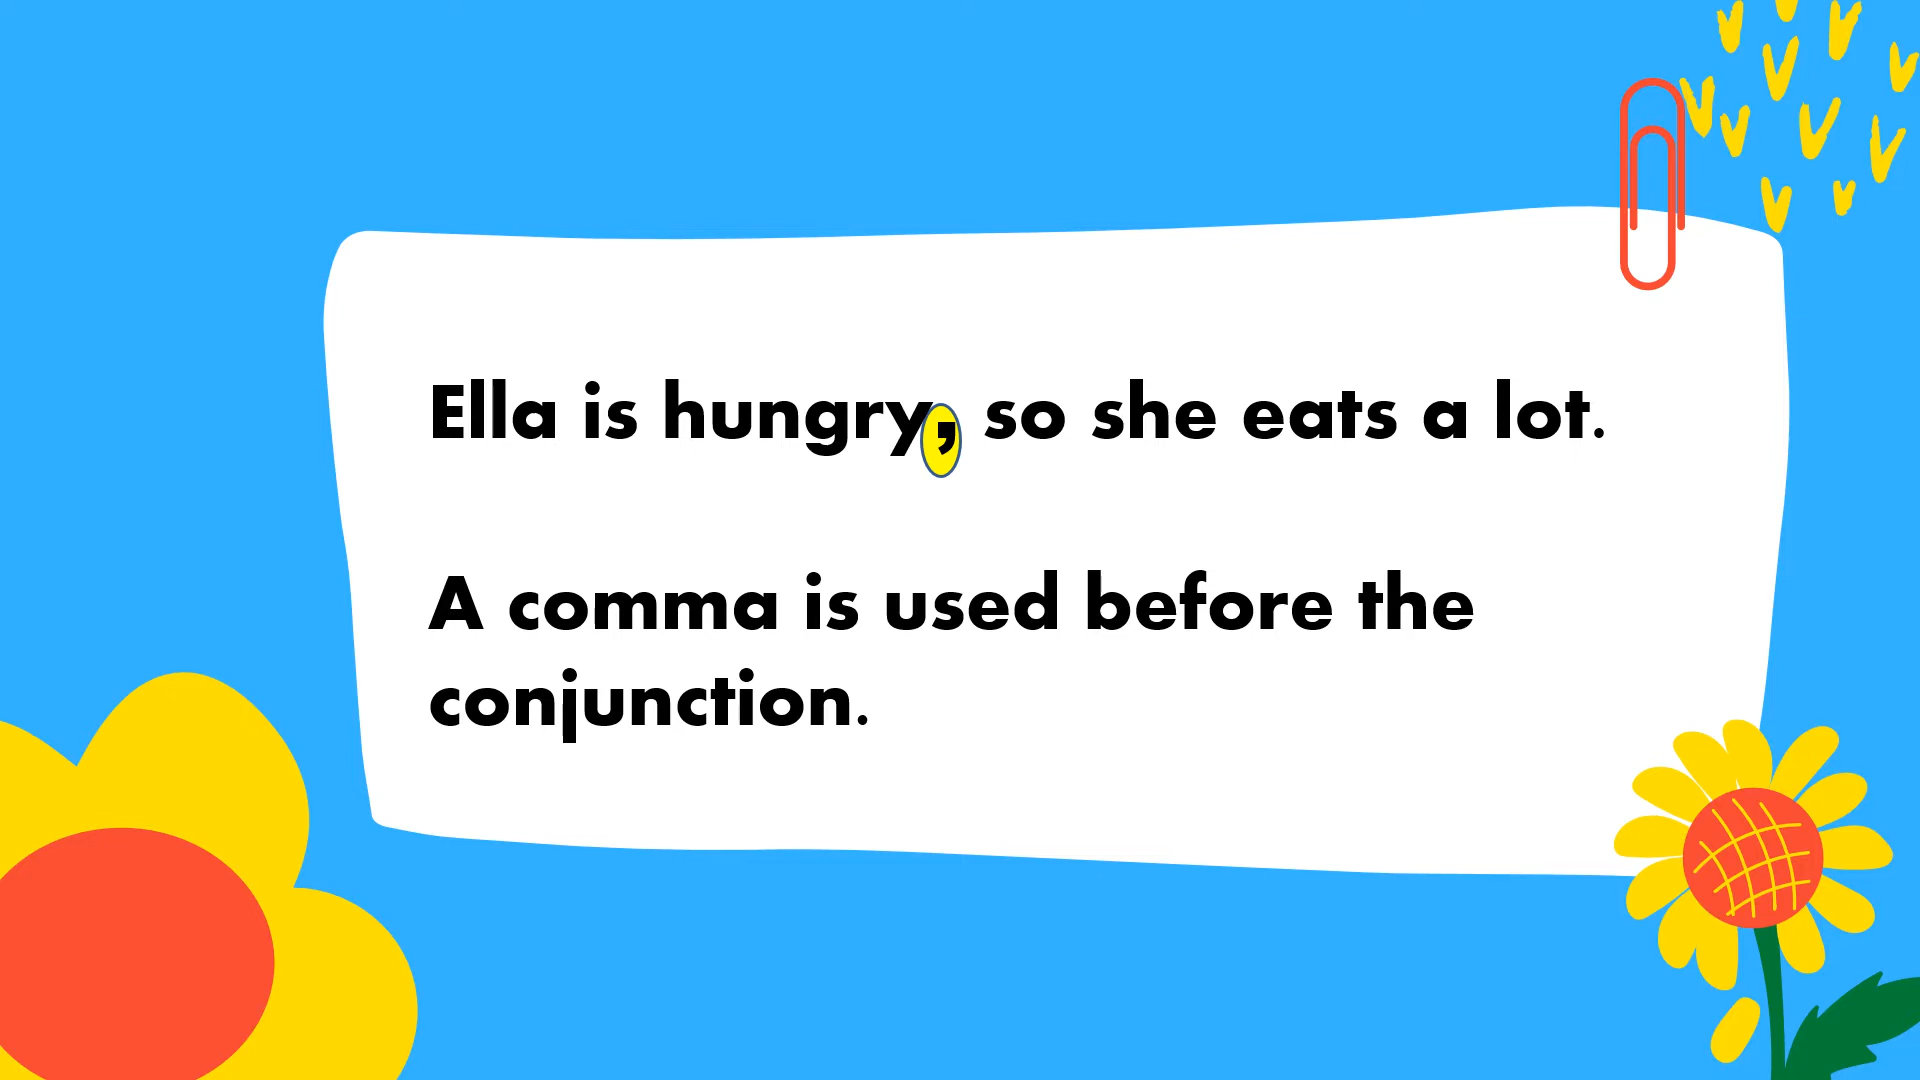 Ella is hungry, so she eats a lot.
A comma is used before the
conjunction.